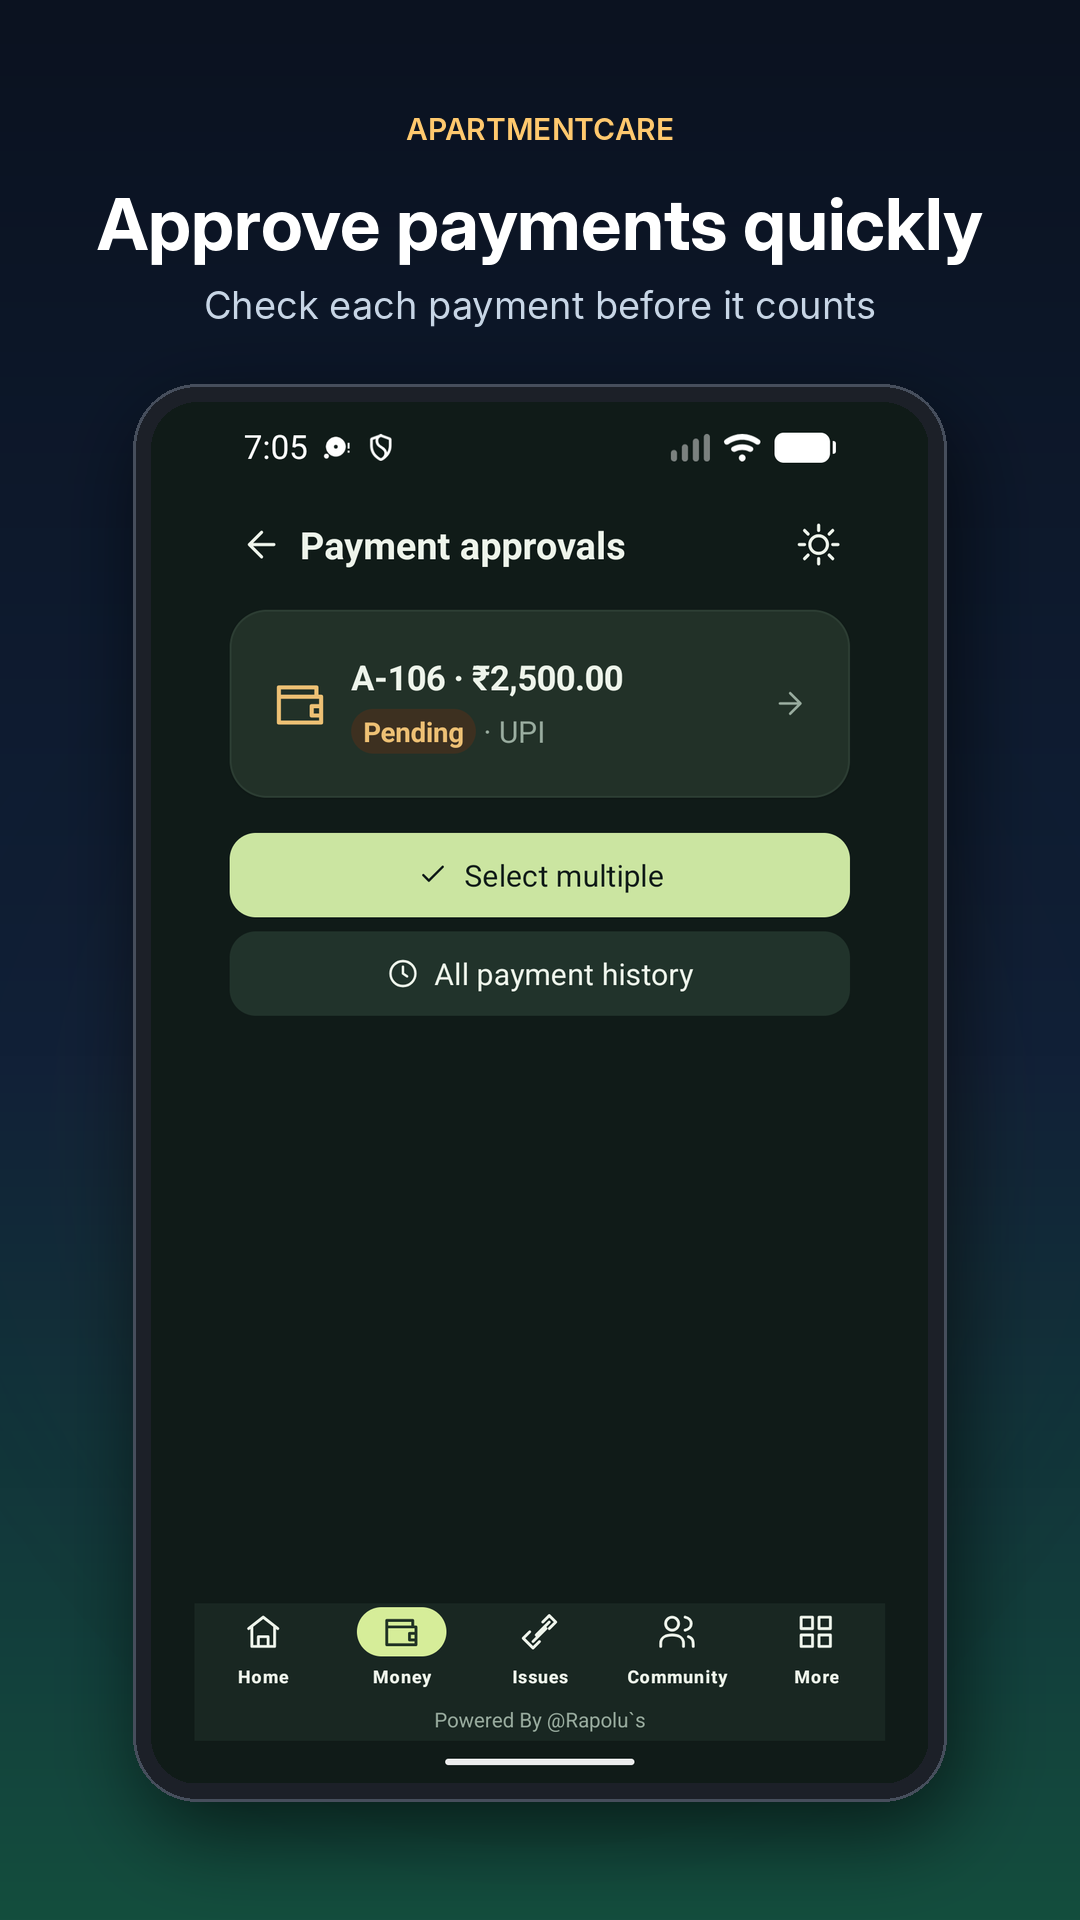 APARTMENTCARE
Approve payments quickly
Check each payment before it counts
7:05
Payment approvals
A-106 · ₹2,500.00
Pending · UPI
Select multiple
All payment history
Home Money Issues Community More
Powered By @Rapolu`s